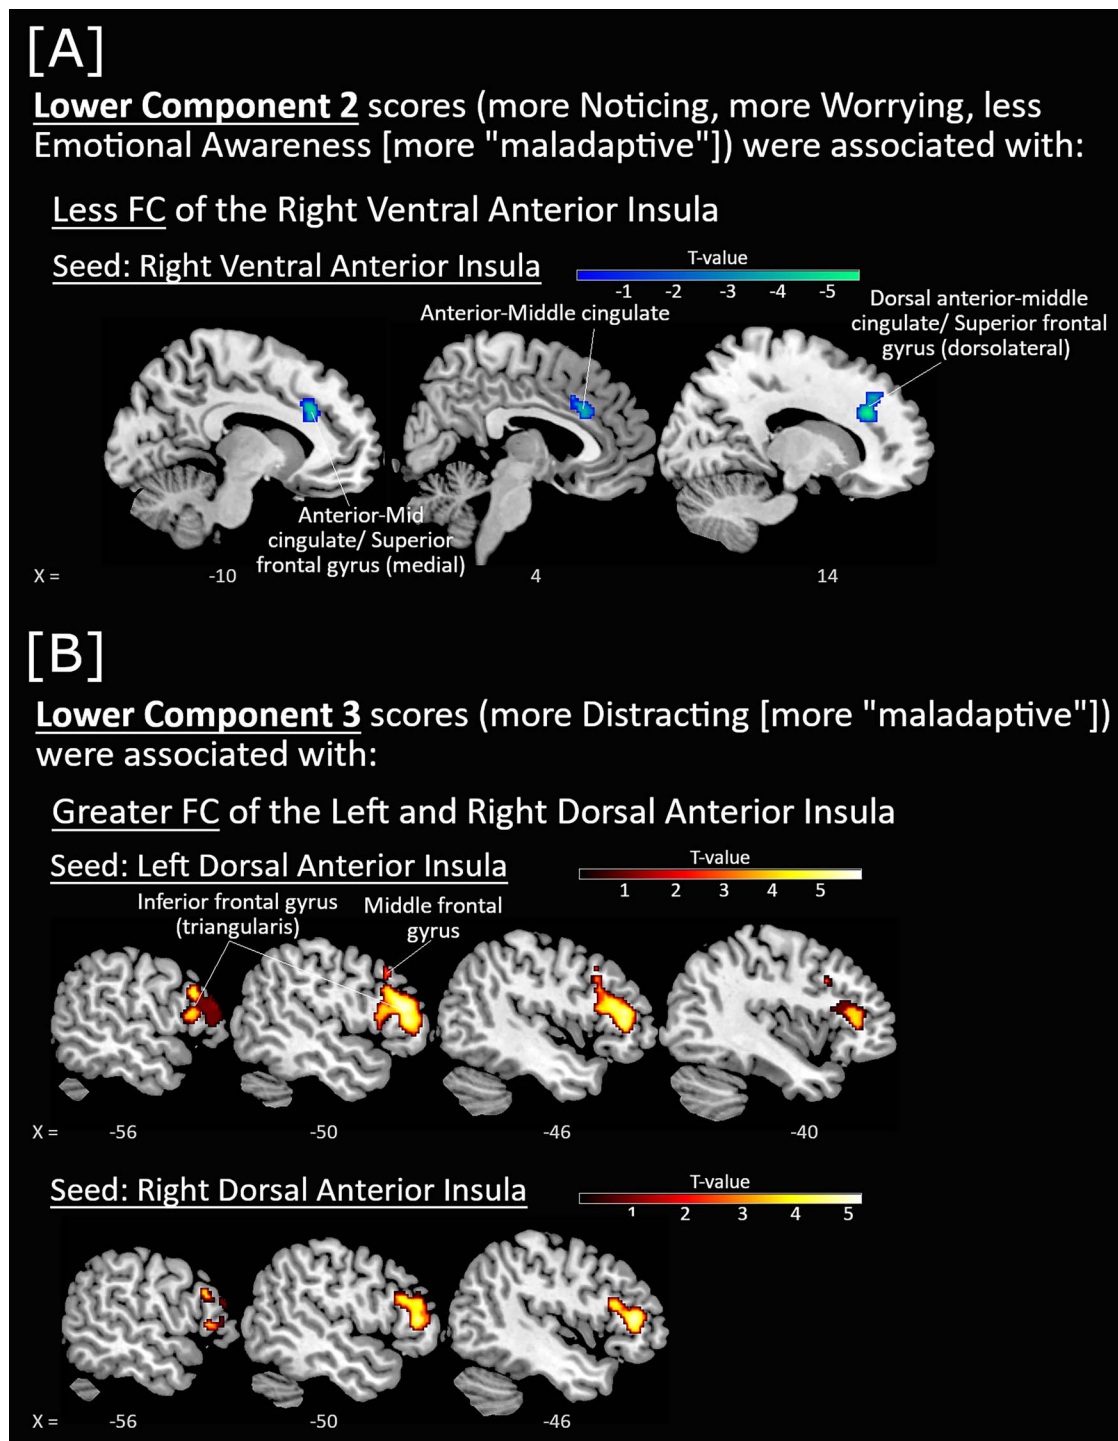 [A]
Lower Component 2 scores (more Noticing, more Worrying, less
Emotional Awareness [more "maladaptive"]) were associated with:
Less FC of the Right Ventral Anterior Insula
Seed: Right Ventral Anterior Insula
T-value
-1 -2 -3 -4 -5
Anterior-Middle cingulate
Dorsal anterior-middle
cingulate/ Superior frontal
gyrus (dorsolateral)
Anterior-Mid
cingulate/ Superior
frontal gyrus (medial)
X = -10 4 14
[B]
Lower Component 3 scores (more Distracting [more "maladaptive"])
were associated with:
Greater FC of the Left and Right Dorsal Anterior Insula
Seed: Left Dorsal Anterior Insula
T-value
1 2 3 4 5
Inferior frontal gyrus
(triangularis)
Middle frontal
gyrus
X = -56 -50 -46 -40
Seed: Right Dorsal Anterior Insula
T-value
1 2 3 4 5
X = -56 -50 -46